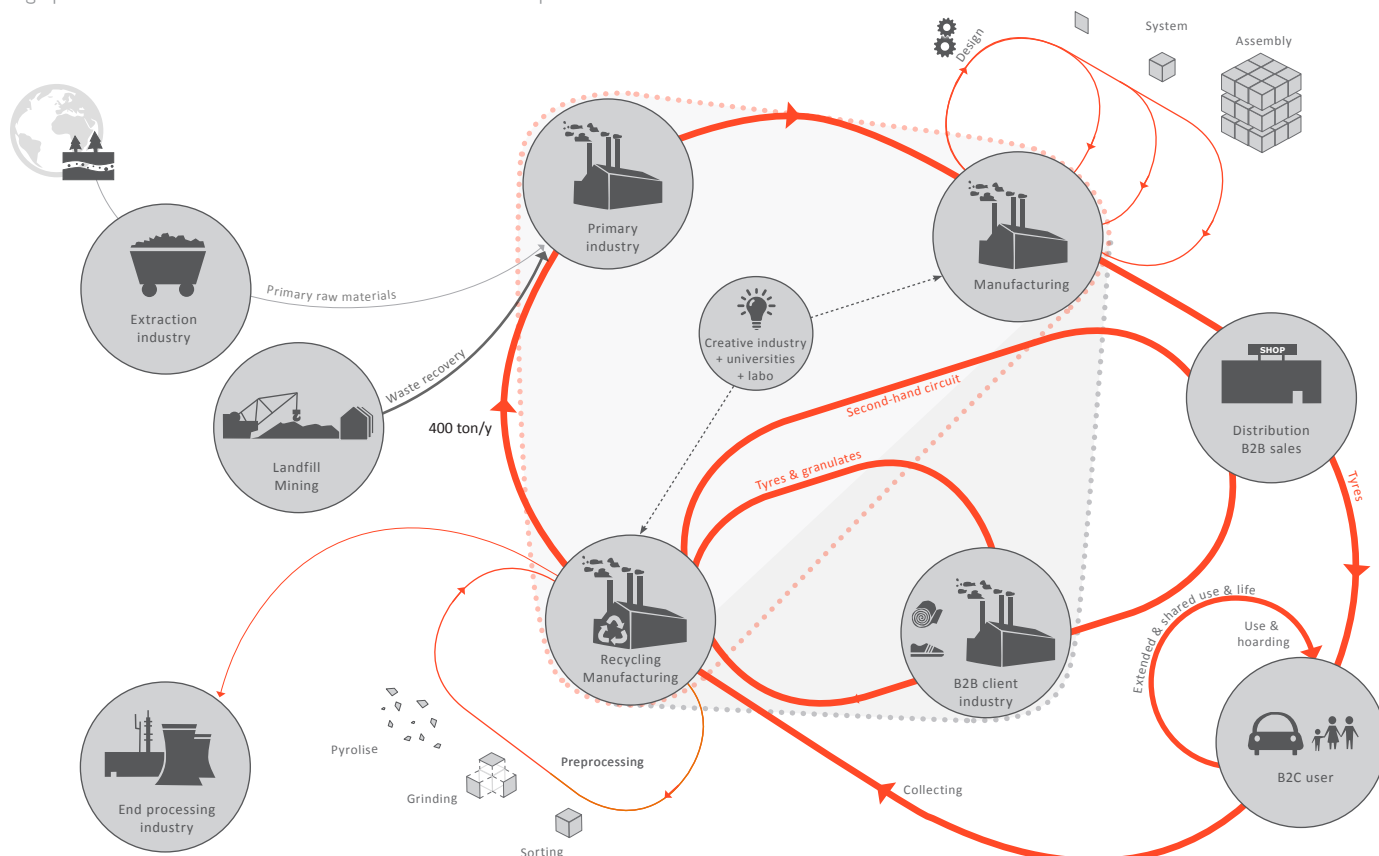 System
Assembly
Design
Primary
industry
Manufacturing
Extraction
industry
Primary raw materials
Creative industry
+ universities
+ labo
SHOP
Distribution
B2B sales
Waste recovery
Second-hand circuit
400 ton/y
Landfill
Mining
Tyres & granulates
Tyres
Extended & shared use & life
Use &
hoarding
Recycling
Manufacturing
B2B client
industry
B2C user
Pyrolise
Preprocessing
Grinding
Collecting
End processing
industry
Sorting